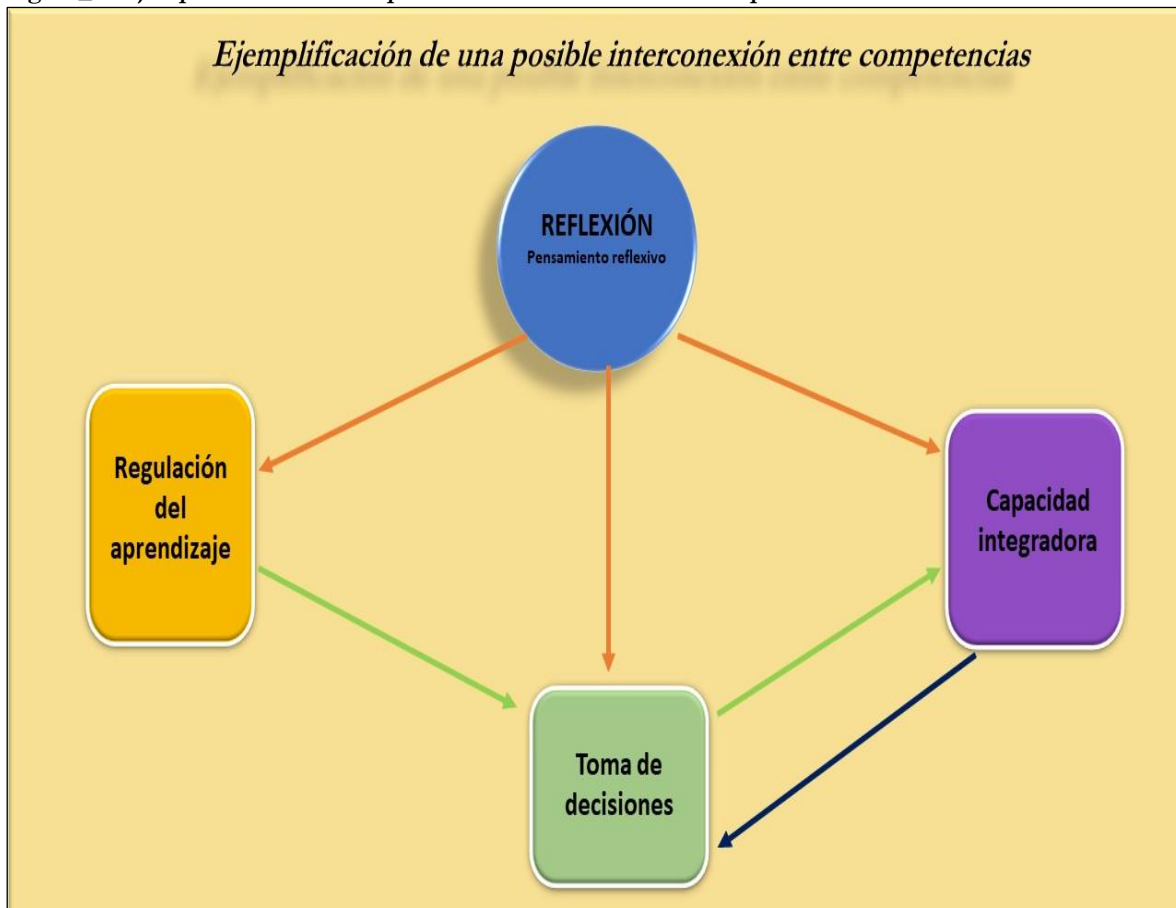 Ejemplificación de una posible interconexión entre competencias
REFLEXIÓN
Pensamiento reflexivo
Regulación
del
aprendizaje
Capacidad
integradora
Toma de
decisiones